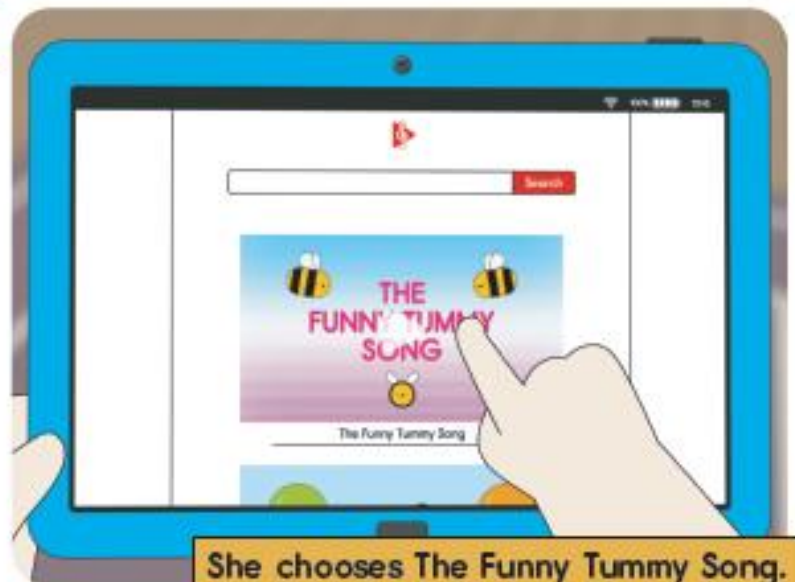 Search
THE
FUNNY TUMMY
SONG
The Funny Tummy Song
She chooses The Funny Tummy Song.